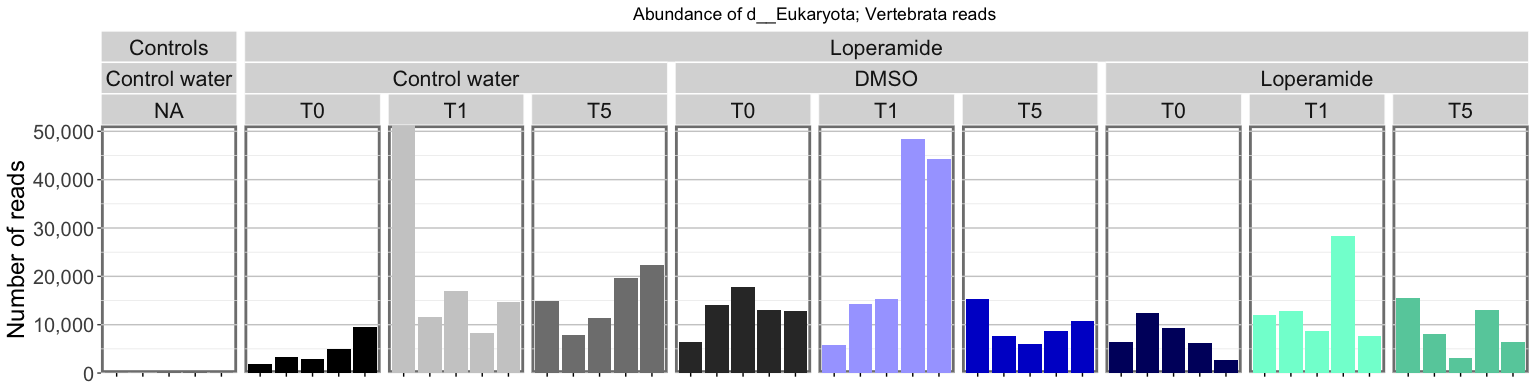 Abundance of d__Eukaryota; Vertebrata reads
Controls Loperamide
Control water Control water DMSO Loperamide
NA T0 T1 T5 T0 T1 T5 T0 T1 T5
Number of reads
50,000
40,000
30,000
20,000
10,000
0